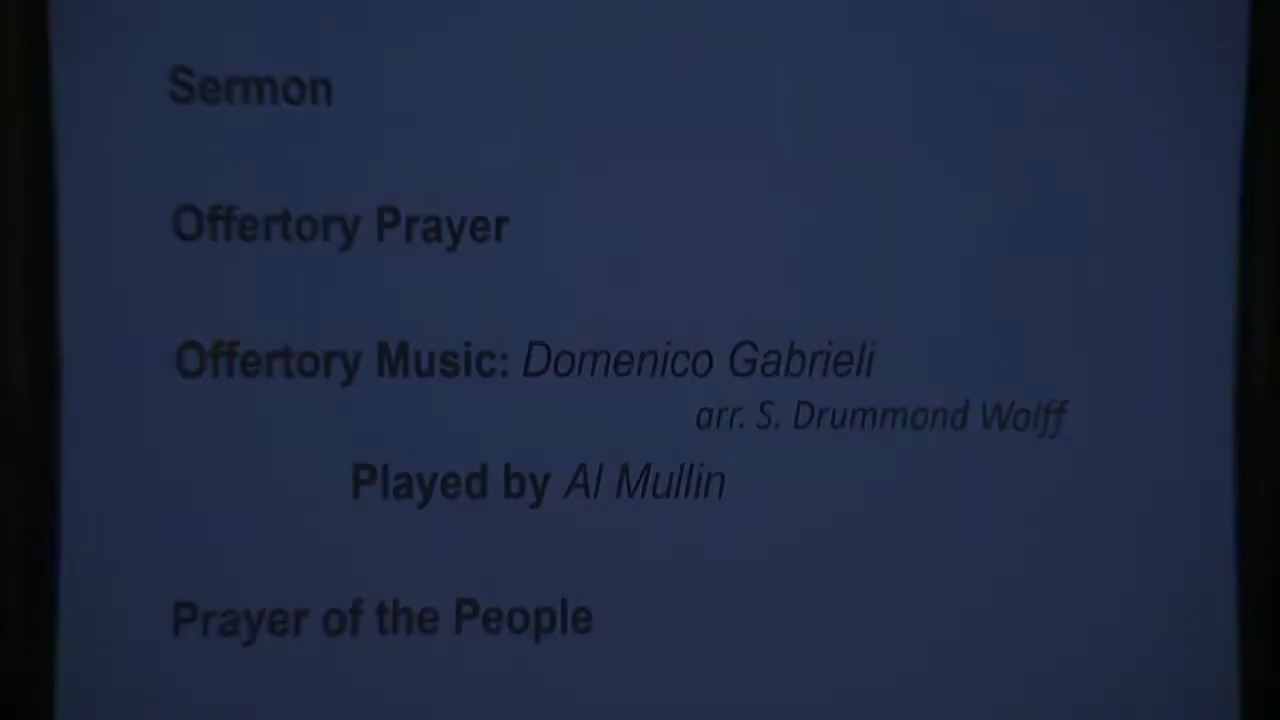 Sermon
Offertory Prayer
Offertory Music: Domenico Gabrieli
arr. S. Drummond Wolff
Played by Al Mullin
Prayer of the People